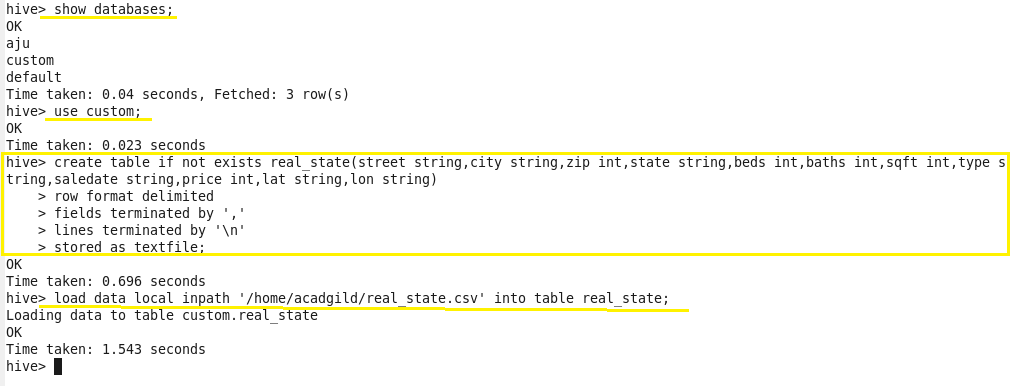 hive> show databases;
OK
aju
custom
default
Time taken: 0.04 seconds, Fetched: 3 row(s)
hive> use custom;
OK
Time taken: 0.023 seconds
hive> create table if not exists real_state(street string,city string,zip int,state string,beds int,baths int,sqft int,type s
tring,saledate string,price int,lat string,lon string)
    > row format delimited
    > fields terminated by ','
    > lines terminated by '\n'
    > stored as textfile;
OK
Time taken: 0.696 seconds
hive> load data local inpath '/home/acadgild/real_state.csv' into table real_state;
Loading data to table custom.real_state
OK
Time taken: 1.543 seconds
hive>